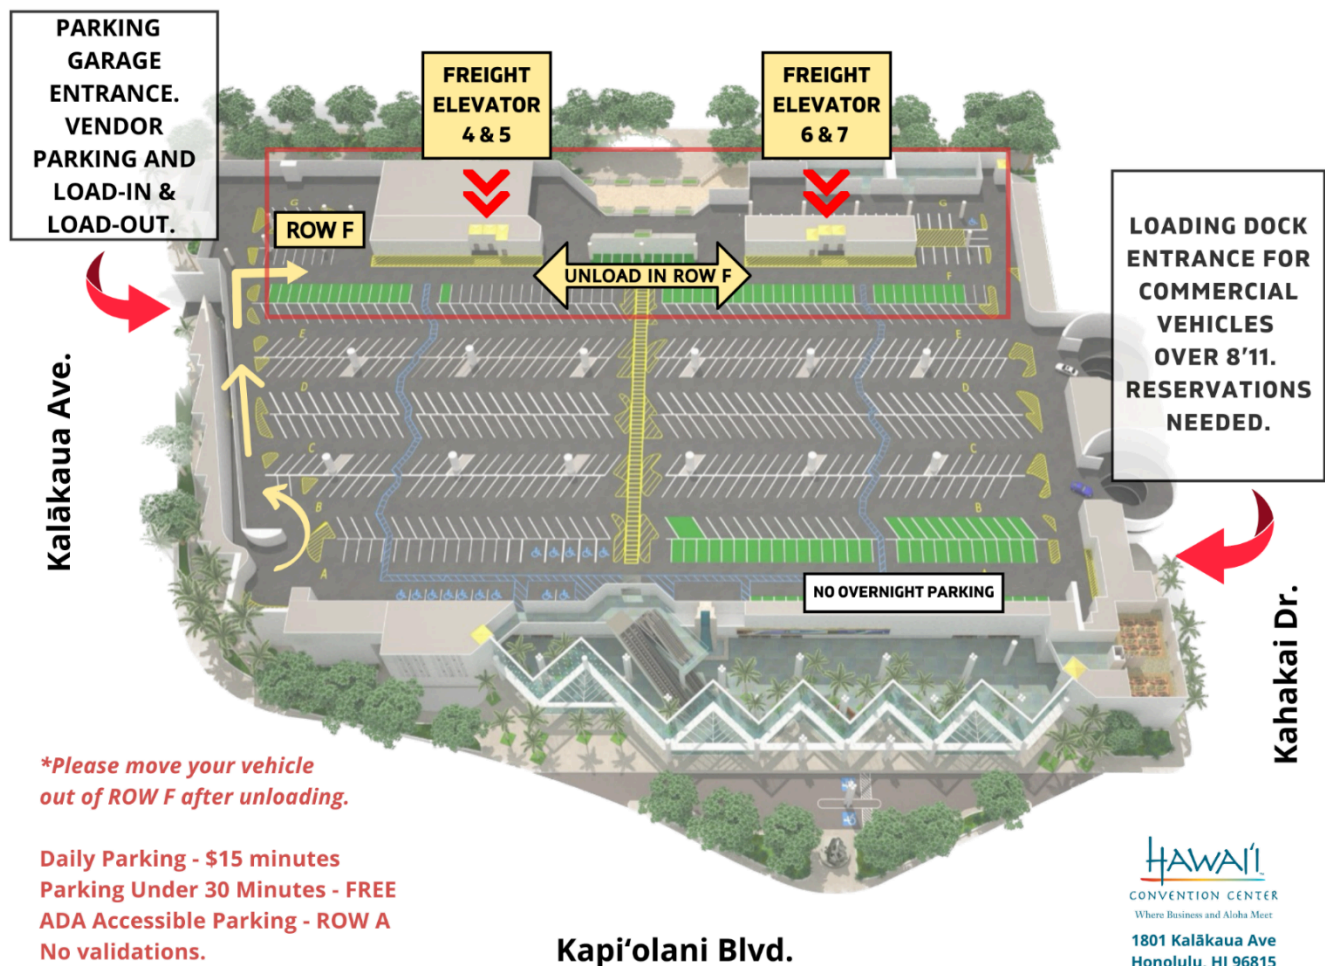 PARKING
GARAGE
ENTRANCE.
VENDOR
PARKING AND
LOAD-IN &
LOAD-OUT.
FREIGHT
ELEVATOR
4 & 5
FREIGHT
ELEVATOR
6 & 7
LOADING DOCK
ENTRANCE FOR
COMMERCIAL
VEHICLES
OVER 8'11.
RESERVATIONS
NEEDED.
G
G
ROW F
UNLOAD IN ROW F
F
E
E
D
D
C
C
B
B
A
NO OVERNIGHT PARKING
Kalākaua Ave.
Kahakai Dr.
*Please move your vehicle
out of ROW F after unloading.
Daily Parking - $15 minutes
Parking Under 30 Minutes - FREE
ADA Accessible Parking - ROW A
No validations.
Kapiʻolani Blvd.
HAWAIʻI
CONVENTION CENTER
Where Business and Aloha Meet
1801 Kalākaua Ave
Honolulu, HI 96815